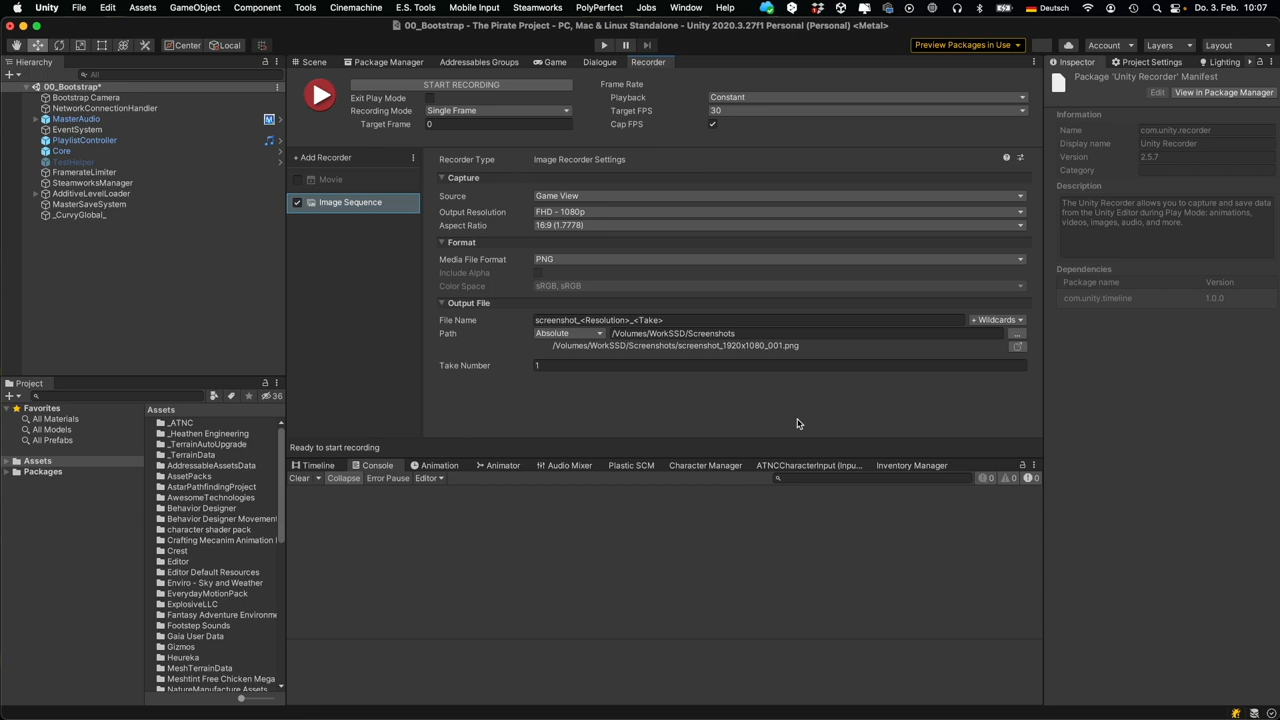 Unity File Edit Assets GameObject Component Tools Cinemachine E.S. Tools Mobile Input Steamworks PolyPerfect Jobs Window Help Deutsch Do. 3. Feb. 10:07
00_Bootstrap - The Pirate Project - PC, Mac & Linux Standalone - Unity 2020.3.27f1 Personal (Personal) <Metal>
Center Local Preview Packages in Use Account Layers Layout
Hierarchy
All
00_Bootstrap*
Bootstrap Camera
NetworkConnectionHandler
MasterAudio
EventSystem
PlaylistController
Core
TestHelper
FramerateLimiter
SteamworksManager
AdditiveLevelLoader
MasterSaveSystem
_CurvyGlobal_
Scene Package Manager Addressables Groups Game Dialogue Recorder
START RECORDING
Exit Play Mode
Recording Mode Single Frame
Target Frame 0
Frame Rate
Playback Constant
Target FPS 30
Cap FPS
+ Add Recorder
Movie
Image Sequence
Recorder Type Image Recorder Settings
Capture
Source Game View
Output Resolution FHD - 1080p
Aspect Ratio 16:9 (1.7778)
Format
Media File Format PNG
Include Alpha
Color Space sRGB, sRGB
Output File
File Name screenshot_<Resolution>_<Take> + Wildcards
Path Absolute /Volumes/WorkSSD/Screenshots ...
/Volumes/WorkSSD/Screenshots/screenshot_1920x1080_001.png
Take Number 1
Ready to start recording
Inspector Project Settings Lighting
Package 'Unity Recorder' Manifest
Edit View in Package Manager
Information
Name com.unity.recorder
Display name Unity Recorder
Version 2.5.7
Category
Description
The Unity Recorder allows you to capture and save data
from the Unity Editor during Play Mode: animations,
videos, images, audio, and more.
Dependencies
Package name Version
com.unity.timeline 1.0.0
Project
36
Favorites
All Materials
All Models
All Prefabs
Assets
Packages
Assets
_ATNC
_Heathen Engineering
_TerrainAutoUpgrade
_TerrainData
AddressableAssetsData
AssetPacks
AstarPathfindingProject
AwesomeTechnologies
Behavior Designer
Behavior Designer Movement
character shader pack
Crafting Mecanim Animation
Crest
Editor
Editor Default Resources
Enviro - Sky and Weather
EverydayMotionPack
ExplosiveLLC
Fantasy Adventure Environme
Footstep Sounds
Gaia User Data
Gizmos
Heureka
MeshTerrainData
Meshtint Free Chicken Mega
NatureManufacture Assets
Timeline Console Animation Animator Audio Mixer Plastic SCM Character Manager ATNCCharacterInput (Inpu... Inventory Manager
Clear Collapse Error Pause Editor 0 0 0